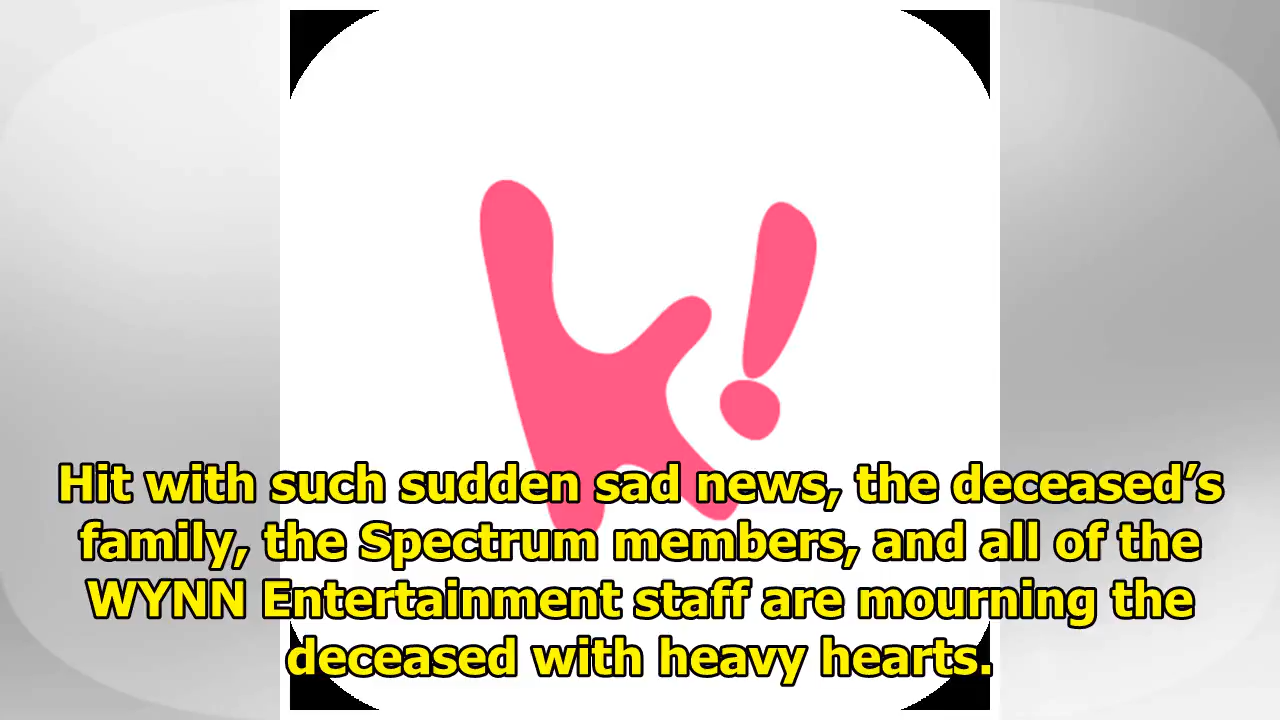 k!
Hit with such sudden sad news, the deceased’s
family, the Spectrum members, and all of the
WYNN Entertainment staff are mourning the
deceased with heavy hearts.